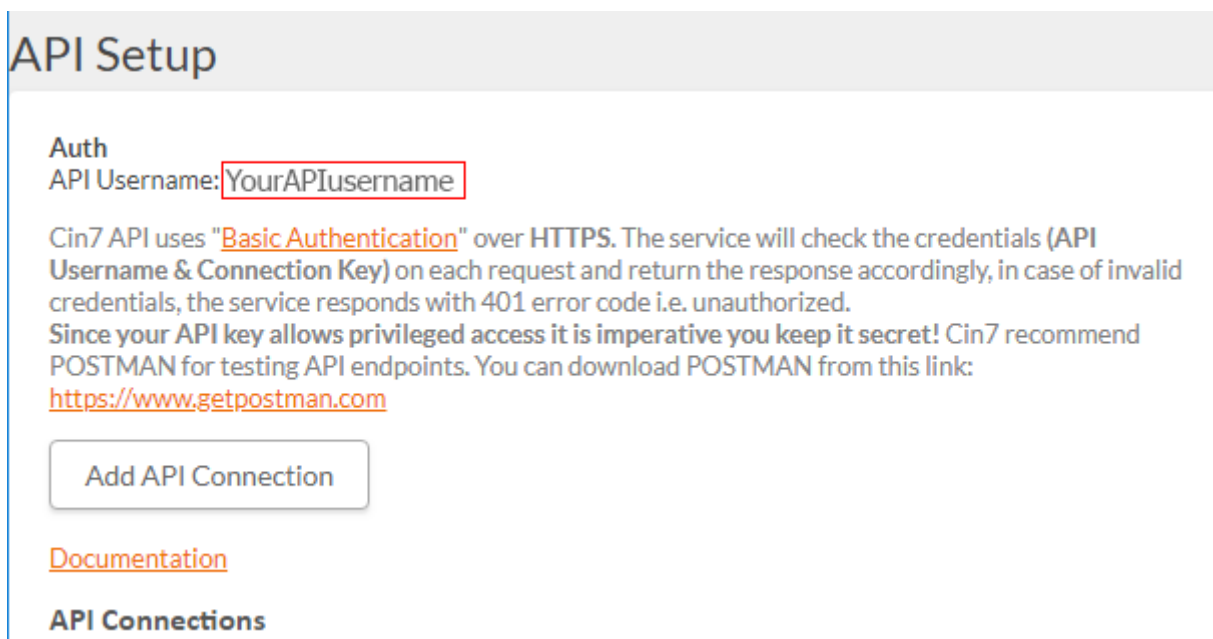 API Setup
Auth
API Username: YourAPIusername
Cin7 API uses "Basic Authentication" over HTTPS. The service will check the credentials (API
Username & Connection Key) on each request and return the response accordingly, in case of invalid
credentials, the service responds with 401 error code i.e. unauthorized.
Since your API key allows privileged access it is imperative you keep it secret! Cin7 recommend
POSTMAN for testing API endpoints. You can download POSTMAN from this link:
https://www.getpostman.com
Add API Connection
Documentation
API Connections